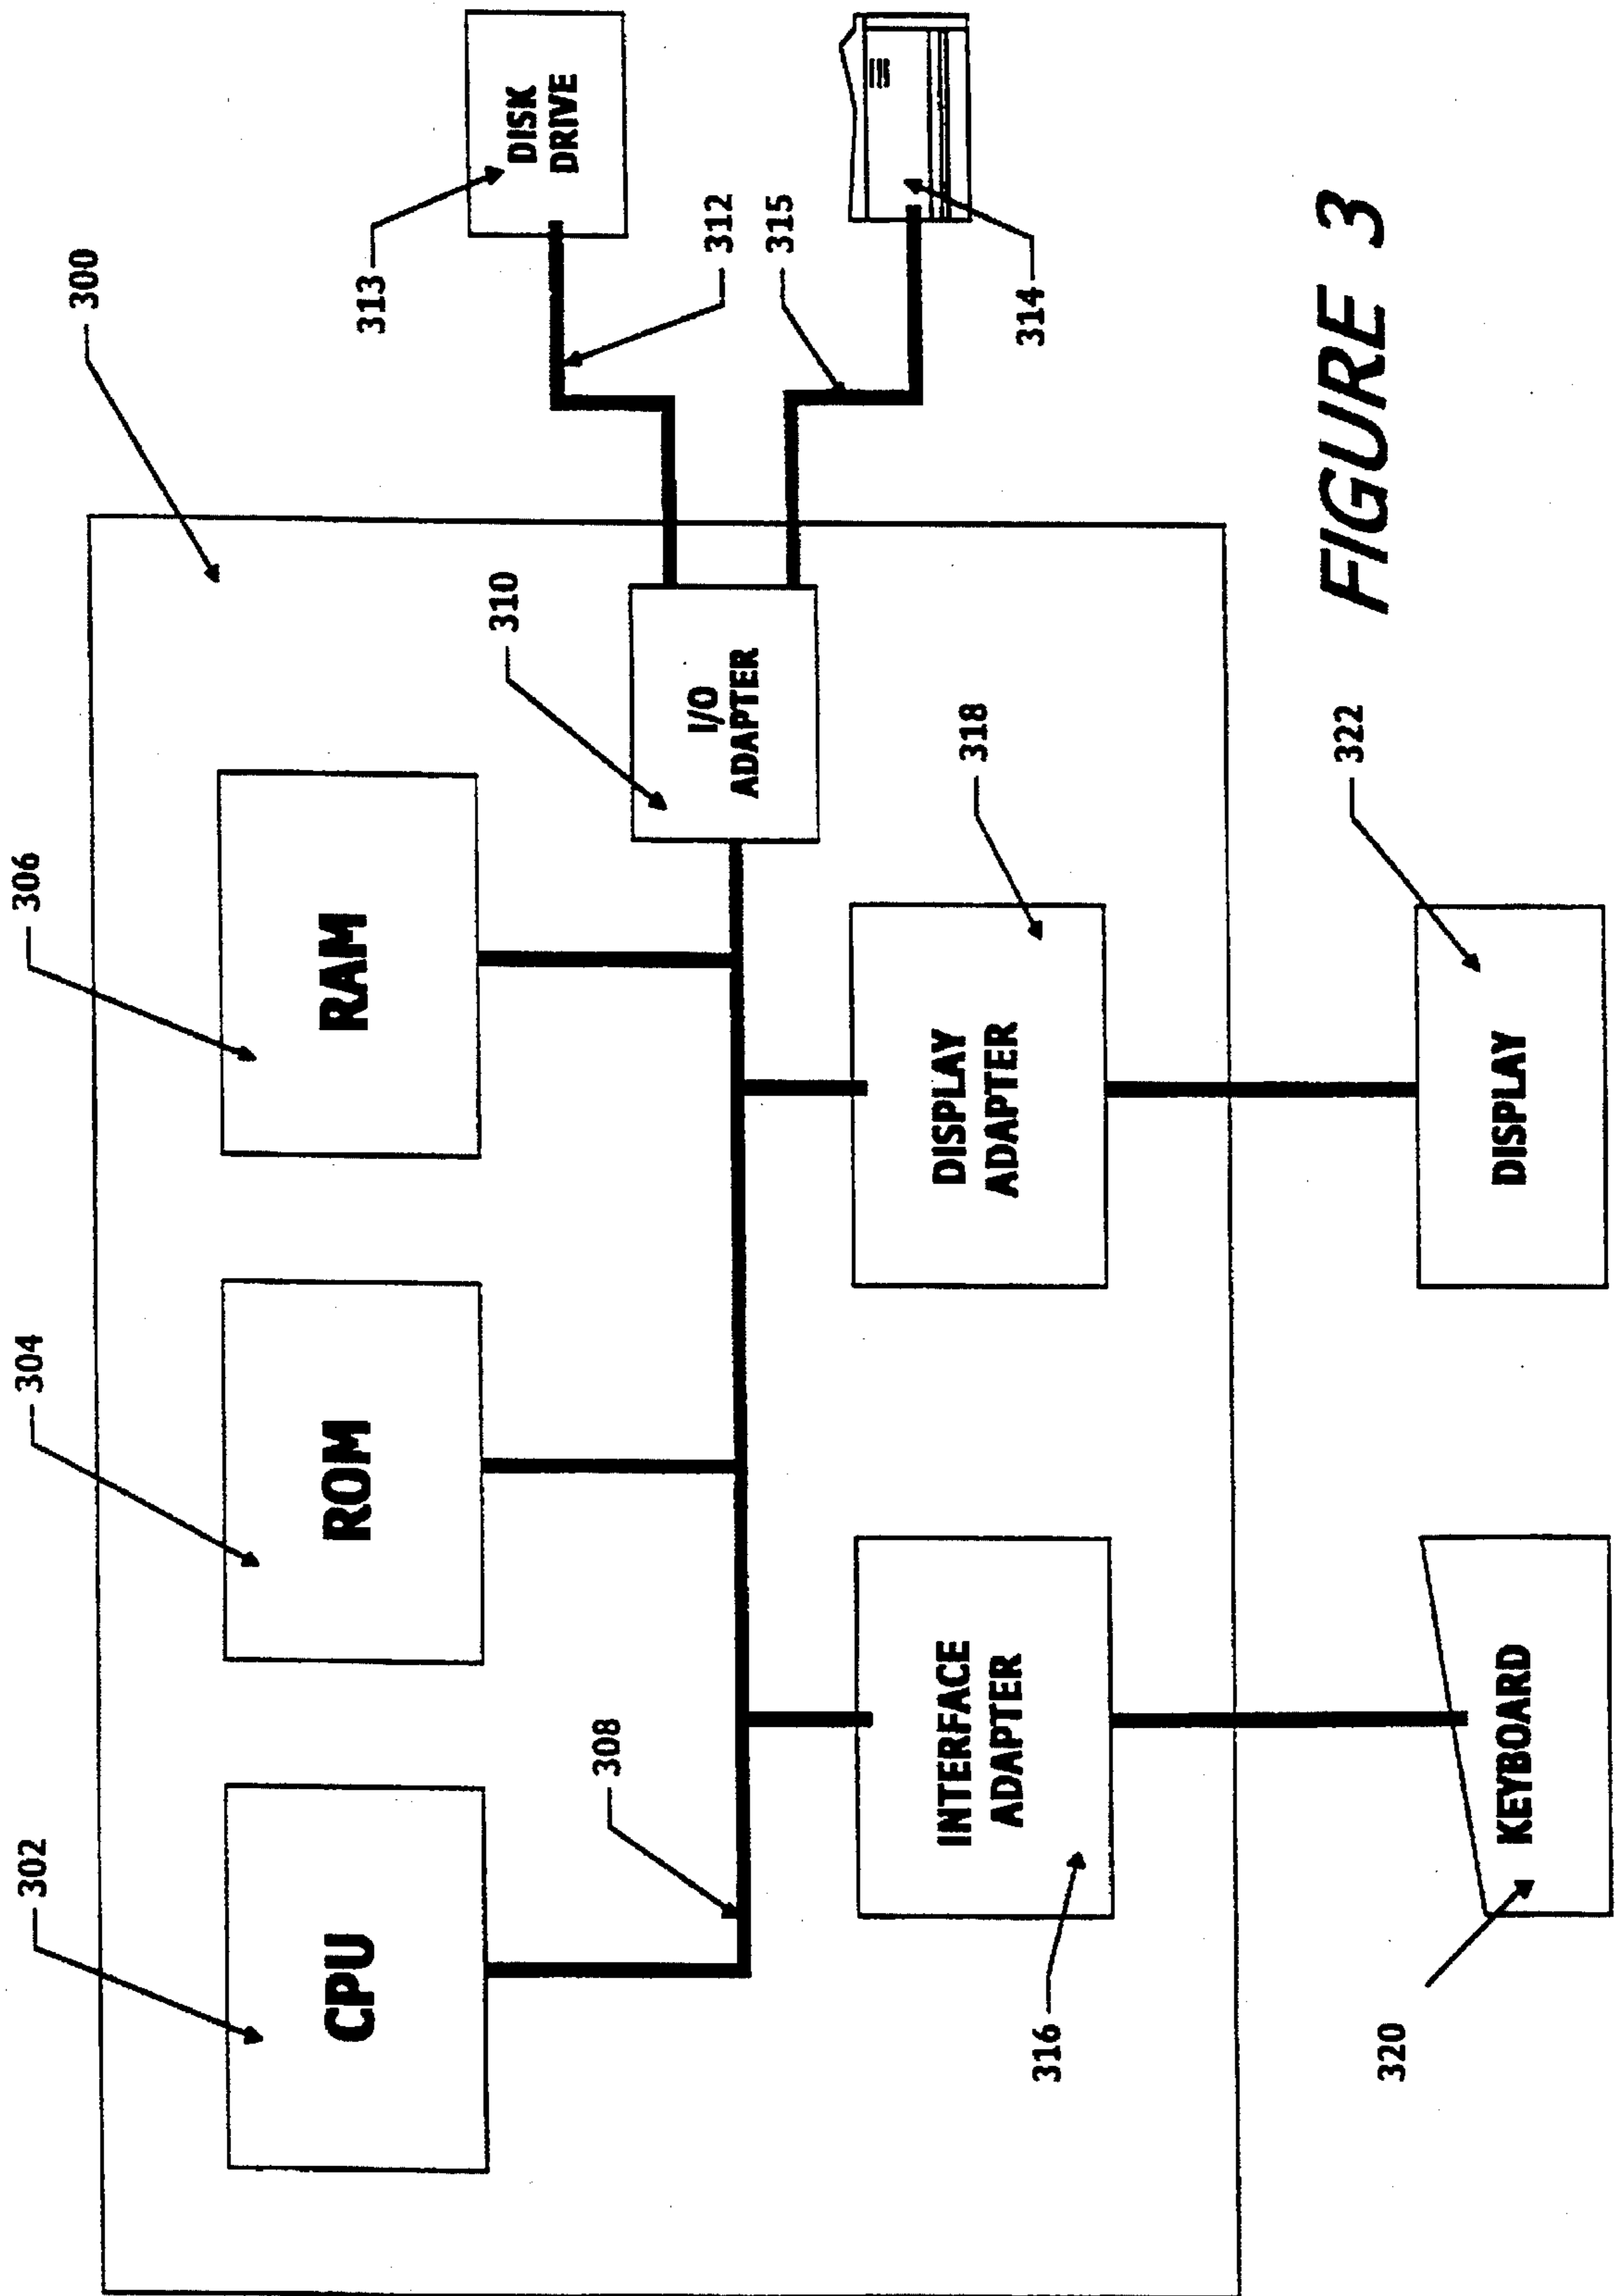 300
302
304
306
CPU
ROM
RAM
308
310
I/O
ADAPTER
313
DISK
DRIVE
312
315
314
INTERFACE
ADAPTER
DISPLAY
ADAPTER
316
318
320
KEYBOARD
DISPLAY
322
FIGURE 3